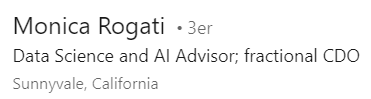 Monica Rogati • 3er
Data Science and AI Advisor; fractional CDO
Sunnyvale, California